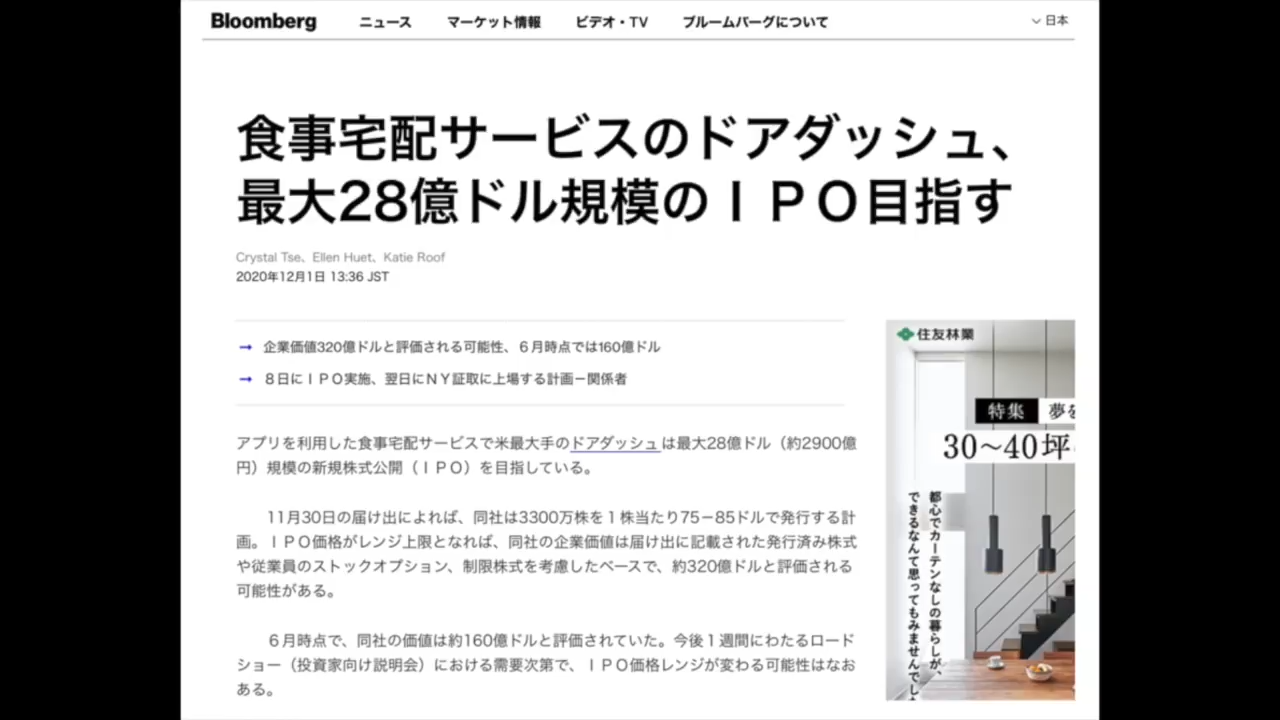 Bloomberg ニュース マーケット情報 ビデオ・TV ブルームバーグについて 日本
食事宅配サービスのドアダッシュ、
最大28億ドル規模のＩＰＯ目指す
Crystal Tse、Ellen Huet、Katie Roof
2020年12月1日 13:36 JST
→ 企業価値320億ドルと評価される可能性、６月時点では160億ドル
→ ８日にＩＰＯ実施、翌日にＮＹ証取に上場する計画－関係者
アプリを利用した食事宅配サービスで米最大手のドアダッシュは最大28億ドル（約2900億
円）規模の新規株式公開（ＩＰＯ）を目指している。
11月30日の届け出によれば、同社は3300万株を１株当たり75－85ドルで発行する計
画。ＩＰＯ価格がレンジ上限となれば、同社の企業価値は届け出に記載された発行済み株式
や従業員のストックオプション、制限株式を考慮したベースで、約320億ドルと評価される
可能性がある。
６月時点で、同社の価値は約160億ドルと評価されていた。今後１週間にわたるロード
ショー（投資家向け説明会）における需要次第で、ＩＰＯ価格レンジが変わる可能性はなお
ある。
住友林業
特集 夢を
30〜40坪
都心でカーテンなしの暮らしが、
できるなんて思ってもみませんでした